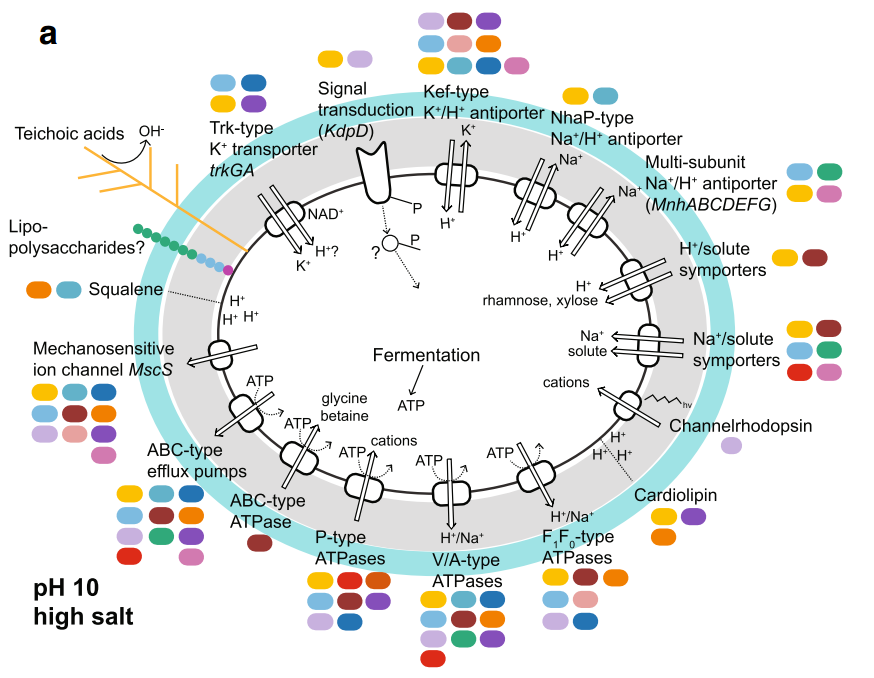 a
Signal
transduction
(KdpD)
Kef-type
K⁺/H⁺ antiporter
NhaP-type
Na⁺/H⁺ antiporter
Trk-type
K⁺ transporter
trkGA
Teichoic acids
OH-
Multi-subunit
Na⁺/H⁺ antiporter
(MnhABCDEFG)
K⁺
H⁺
Na⁺
H⁺
Na⁺
H⁺
NAD⁺
H⁺?
K⁺
P
?
P
Lipo-
polysaccharides?
H⁺/solute
symporters
H⁺
rhamnose, xylose
Squalene
H⁺
H⁺ H⁺
Na⁺
solute
Na⁺/solute
symporters
Mechanosensitive
ion channel MscS
Fermentation
ATP
cations
hv
Channelrhodopsin
ATP
glycine
betaine
ATP
cations
ATP
ATP
ATP
H⁺
H⁺ H⁺
Cardiolipin
ABC-type
efflux pumps
ABC-type
ATPase
P-type
ATPases
H⁺/Na⁺
V/A-type
ATPases
H⁺/Na⁺
F₁F₀-type
ATPases
pH 10
high salt